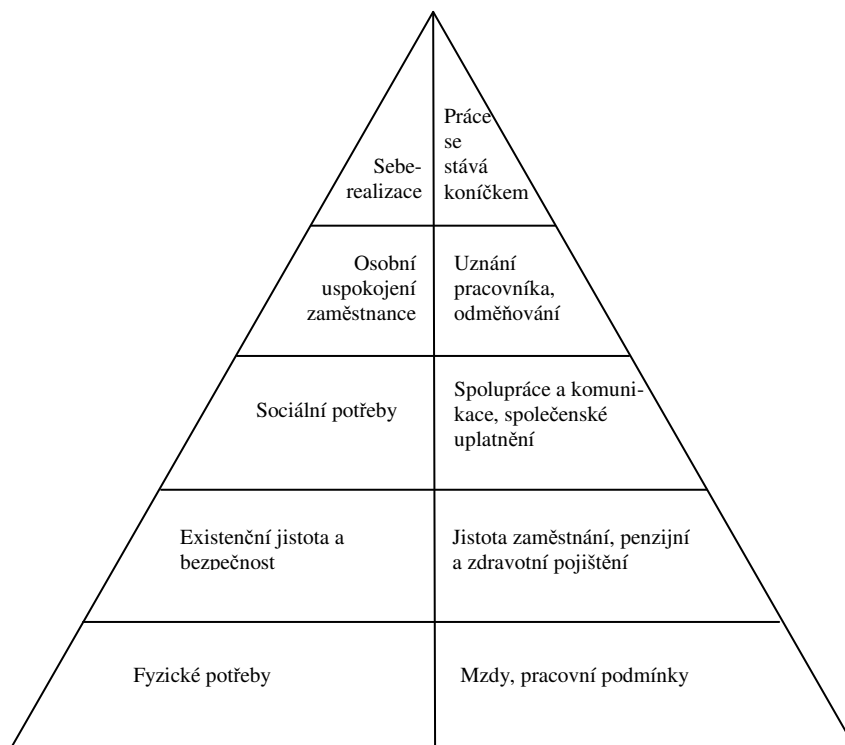 Sebe-
realizace
Práce
se
stává
koníčkem
Osobní
uspokojení
zaměstnance
Uznání
pracovníka,
odměňování
Sociální potřeby
Spolupráce a komuni-
kace, společenské
uplatnění
Existenční jistota a
bezpečnost
Jistota zaměstnání, penzijní
a zdravotní pojištění
Fyzické potřeby
Mzdy, pracovní podmínky